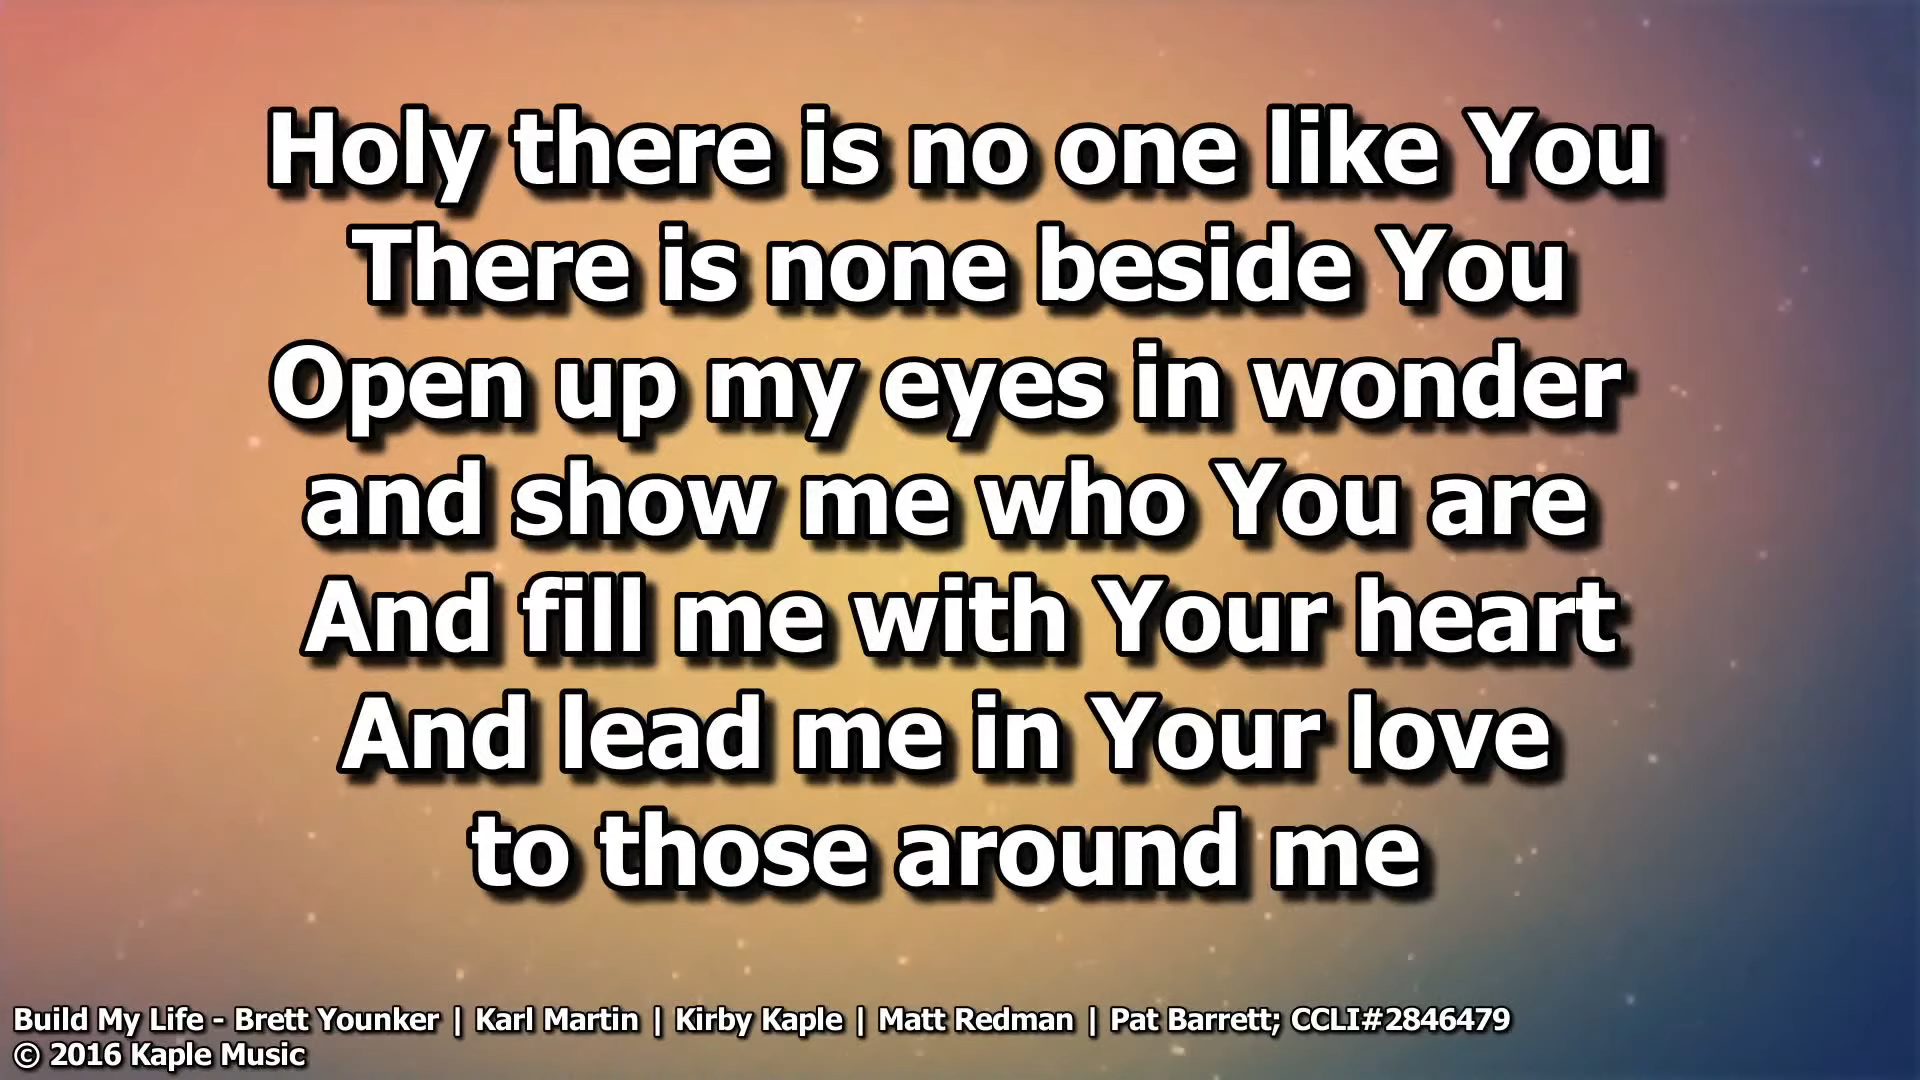 Holy there is no one like You
There is none beside You
Open up my eyes in wonder
and show me who You are
And fill me with Your heart
And lead me in Your love
to those around me
Build My Life - Brett Younker | Karl Martin | Kirby Kaple | Matt Redman | Pat Barrett; CCLI#2846479
© 2016 Kaple Music